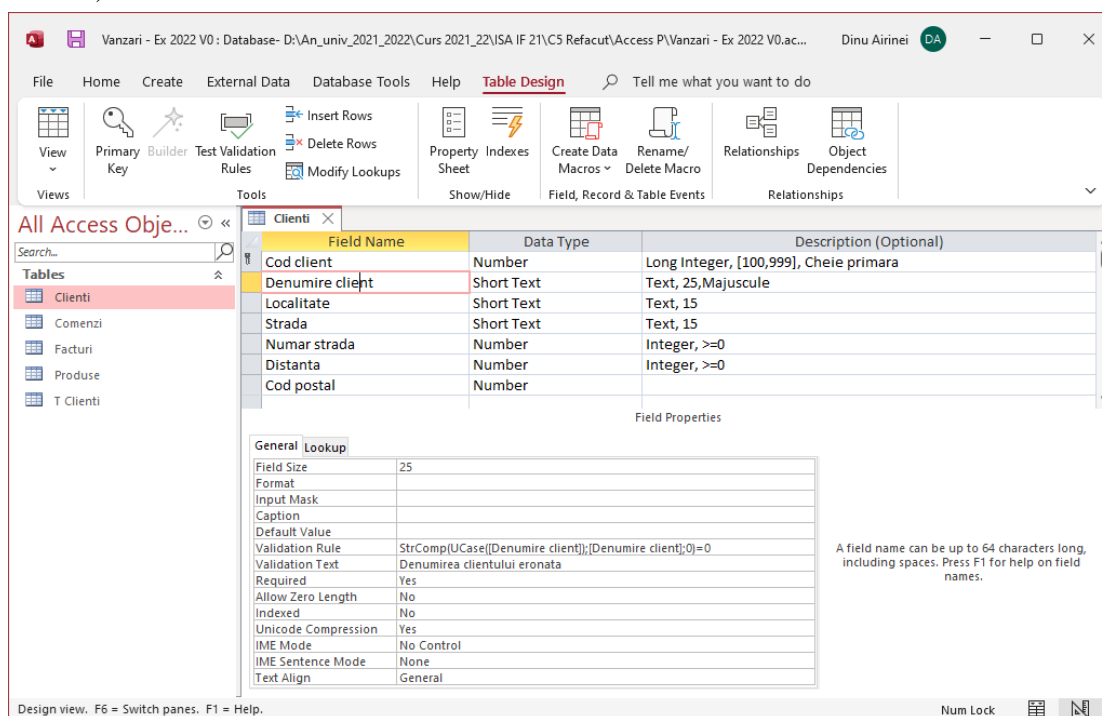 Vanzari - Ex 2022 V0 : Database- D:\An_univ_2021_2022\Curs 2021_22\ISA IF 21\C5 Refacut\Access P\Vanzari - Ex 2022 V0.ac... Dinu Airinei DA
File Home Create External Data Database Tools Help Table Design Tell me what you want to do
View Primary Key Builder Test Validation Rules Insert Rows Delete Rows Modify Lookups Property Sheet Indexes Create Data Macros Rename/ Delete Macro Relationships Object Dependencies
Views Tools Show/Hide Field, Record & Table Events Relationships
All Access Obje... «
Search...
Tables
Clienti
Comenzi
Facturi
Produse
T Clienti
Clienti
Field Name Data Type Description (Optional)
Cod client Number Long Integer, [100,999], Cheie primara
Denumire client Short Text Text, 25,Majuscule
Localitate Short Text Text, 15
Strada Short Text Text, 15
Numar strada Number Integer, >=0
Distanta Number Integer, >=0
Cod postal Number
Field Properties
General Lookup
Field Size 25
Format
Input Mask
Caption
Default Value
Validation Rule StrComp(UCase([Denumire client]);[Denumire client];0)=0
Validation Text Denumirea clientului eronata
Required Yes
Allow Zero Length No
Indexed No
Unicode Compression Yes
IME Mode No Control
IME Sentence Mode None
Text Align General
A field name can be up to 64 characters long,
including spaces. Press F1 for help on field
names.
Design view. F6 = Switch panes. F1 = Help. Num Lock